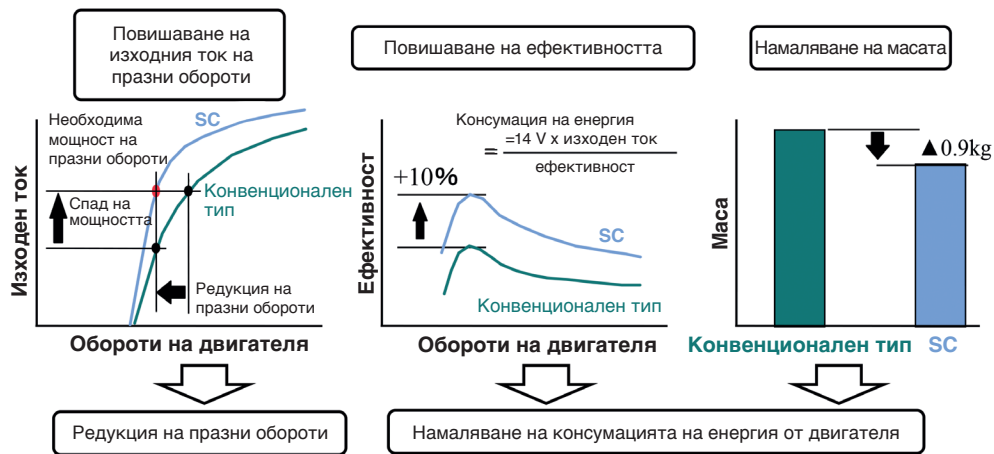 Повишаване на
изходния ток на
празни обороти
Необходима
мощност на
празни обороти
SC
Конвенционален
тип
Спад на
мощността
Редукция на
празни обороти
Изходен ток
Обороти на двигателя
Редукция на празни обороти
Повишаване на ефективността
Консумация на енергия
= =14 V x изходен ток
ефективност
+10%
SC
Конвенционален тип
Ефективност
Обороти на двигателя
Намаляване на масата
▲0.9kg
Маса
Конвенционален тип SC
Намаляване на консумацията на енергия от двигателя